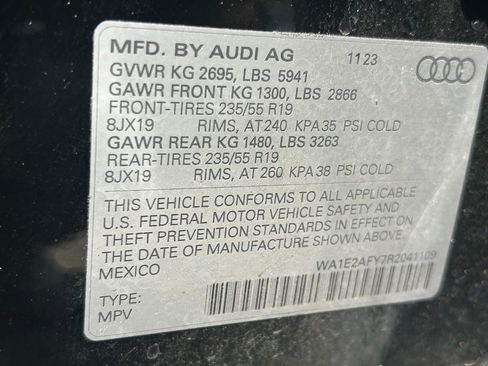 MFD. BY AUDI AG 11 23
GVWR KG 2695, LBS 5941
GAWR FRONT KG 1300, LBS 2866
FRONT-TIRES 235/55 R19
8JX19 RIMS, AT 240 KPA 35 PSI COLD
GAWR REAR KG 1480, LBS 3263
REAR-TIRES 235/55 R19
8JX19 RIMS, AT 260 KPA 38 PSI COLD
THIS VEHICLE CONFORMS TO ALL APPLICABLE
U.S. FEDERAL MOTOR VEHICLE SAFETY AND
THEFT PREVENTION STANDARDS IN EFFECT ON
THE DATE OF MANUFACTURE SHOWN ABOVE.
MEXICO
WA1E2AFY7R2041109
TYPE:
MPV